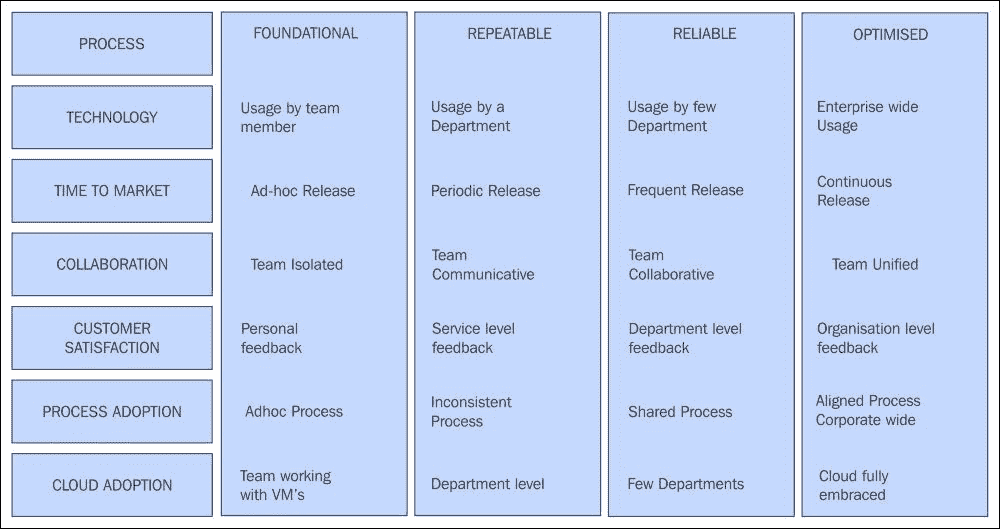 PROCESS
FOUNDATIONAL
REPEATABLE
RELIABLE
OPTIMISED
TECHNOLOGY
Usage by team
member
Usage by a
Department
Usage by few
Department
Enterprise wide
Usage
TIME TO MARKET
Ad-hoc Release
Periodic Release
Frequent Release
Continuous
Release
COLLABORATION
Team Isolated
Team
Communicative
Team
Collaborative
Team Unified
CUSTOMER
SATISFACTION
Personal
feedback
Service level
feedback
Department level
feedback
Organisation level
feedback
PROCESS ADOPTION
Adhoc Process
Inconsistent
Process
Shared Process
Aligned Process
Corporate wide
CLOUD ADOPTION
Team working
with VM's
Department level
Few Departments
Cloud fully
embraced